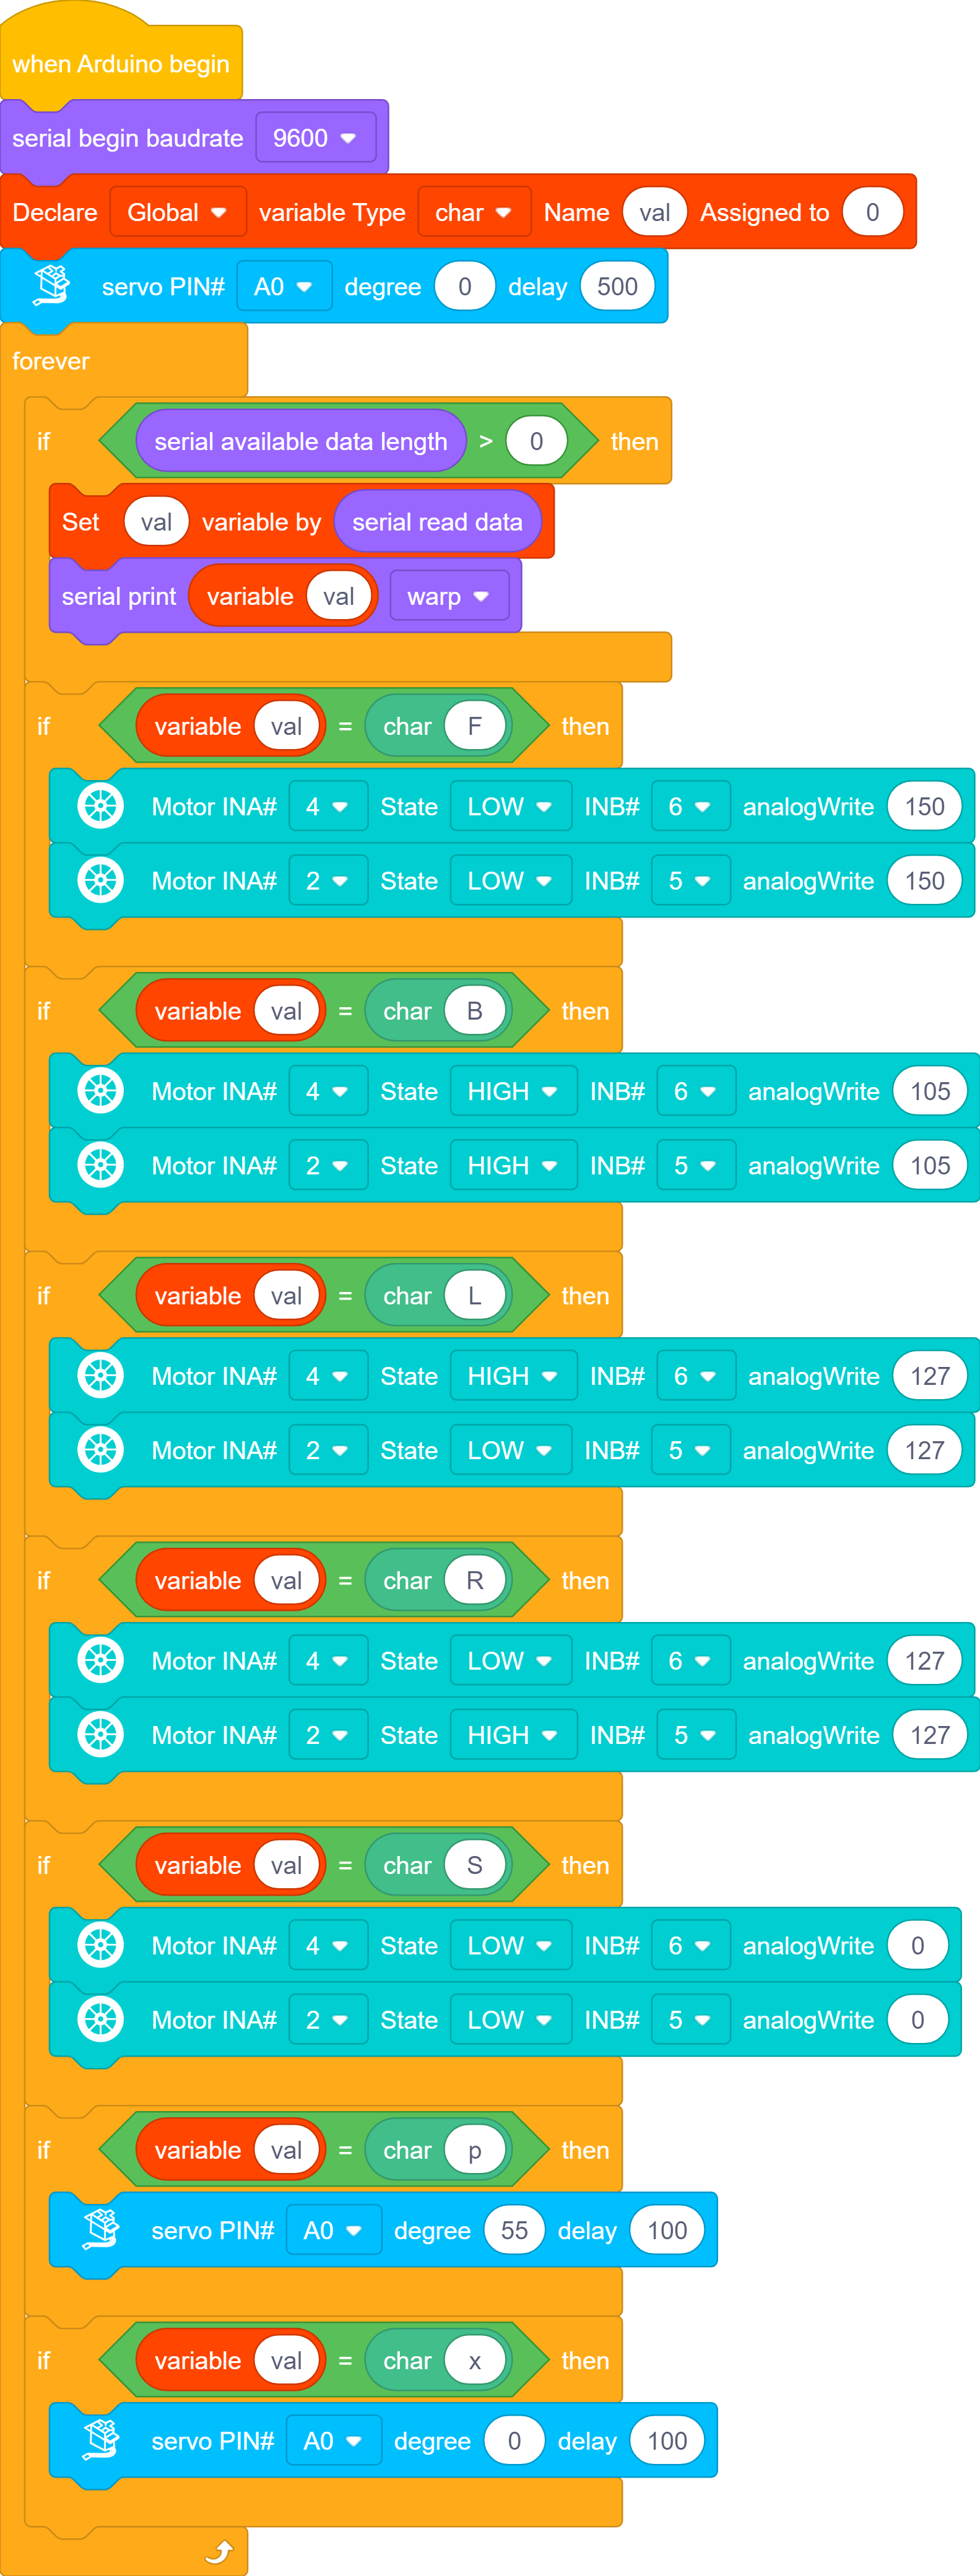 when Arduino begin
serial begin baudrate 9600
Declare Global variable Type char Name val Assigned to 0
servo PIN# A0 degree 0 delay 500
forever
if serial available data length > 0 then
Set val variable by serial read data
serial print variable val warp
if variable val = char F then
Motor INA# 4 State LOW INB# 6 analogWrite 150
Motor INA# 2 State LOW INB# 5 analogWrite 150
if variable val = char B then
Motor INA# 4 State HIGH INB# 6 analogWrite 105
Motor INA# 2 State HIGH INB# 5 analogWrite 105
if variable val = char L then
Motor INA# 4 State HIGH INB# 6 analogWrite 127
Motor INA# 2 State LOW INB# 5 analogWrite 127
if variable val = char R then
Motor INA# 4 State LOW INB# 6 analogWrite 127
Motor INA# 2 State HIGH INB# 5 analogWrite 127
if variable val = char S then
Motor INA# 4 State LOW INB# 6 analogWrite 0
Motor INA# 2 State LOW INB# 5 analogWrite 0
if variable val = char p then
servo PIN# A0 degree 55 delay 100
if variable val = char x then
servo PIN# A0 degree 0 delay 100